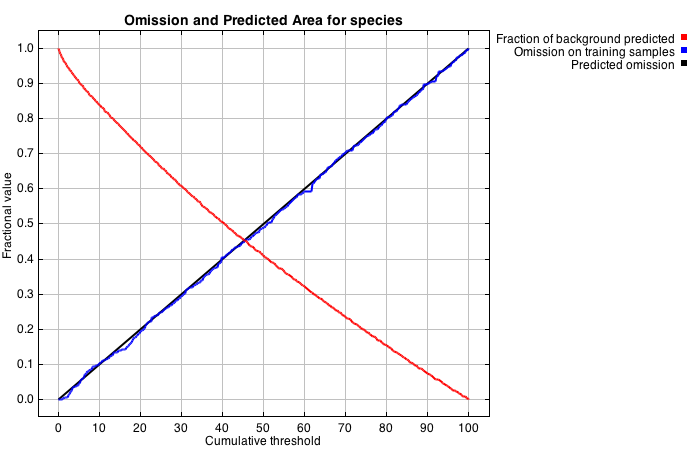 Omission and Predicted Area for species
Fraction of background predicted
Omission on training samples
Predicted omission
Fractional value
1.0
0.9
0.8
0.7
0.6
0.5
0.4
0.3
0.2
0.1
0.0
0 10 20 30 40 50 60 70 80 90 100
Cumulative threshold